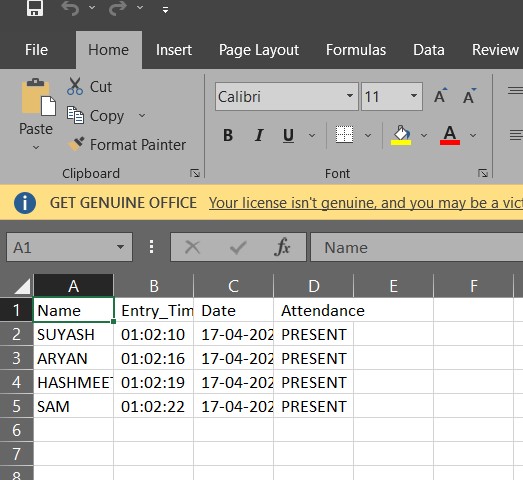 File Home Insert Page Layout Formulas Data Review
Cut
Copy
Format Painter
Paste
Clipboard
Calibri 11 A A
B I U A
Font
GET GENUINE OFFICE Your license isn't genuine, and you may be a vict
A1 fx Name
A B C D E F
1 Name Entry_Tim Date Attendance
2 SUYASH 01:02:10 17-04-202 PRESENT
3 ARYAN 01:02:16 17-04-202 PRESENT
4 HASHMEET 01:02:19 17-04-202 PRESENT
5 SAM 01:02:22 17-04-202 PRESENT
6
7
8